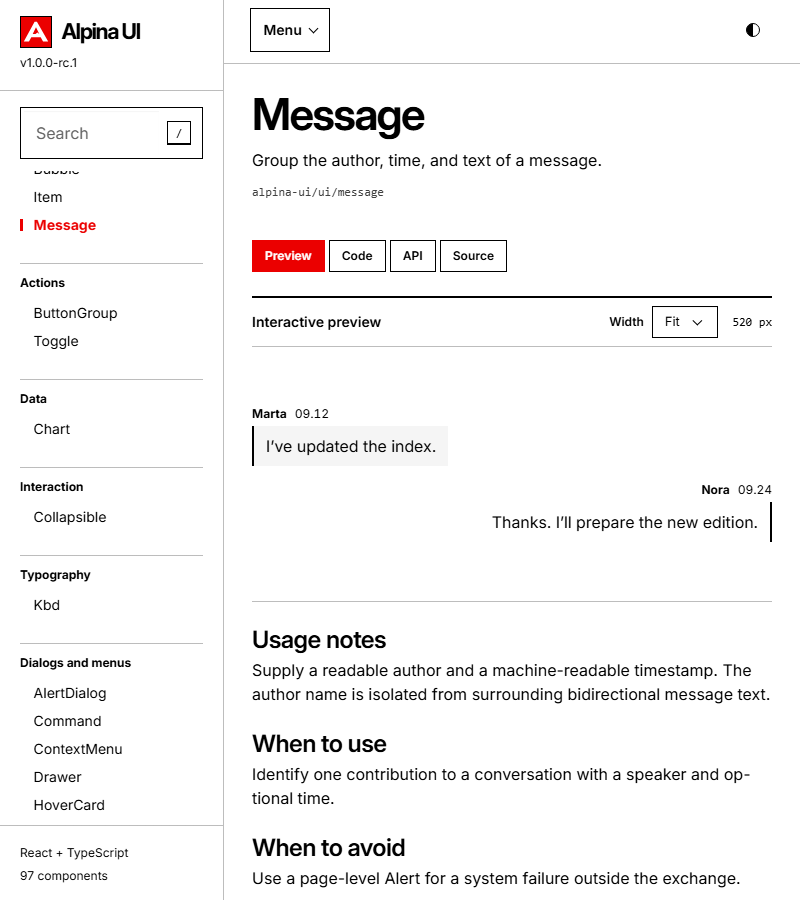 Alpina UI
v1.0.0-rc.1
Search
/
Bubble
Item
Message
Actions
ButtonGroup
Toggle
Data
Chart
Interaction
Collapsible
Typography
Kbd
Dialogs and menus
AlertDialog
Command
ContextMenu
Drawer
HoverCard
React + TypeScript
97 components
Menu
Message
Group the author, time, and text of a message.
alpina-ui/ui/message
Preview Code API Source
Interactive preview Width Fit 520 px
Marta 09.12
I’ve updated the index.
Nora 09.24
Thanks. I’ll prepare the new edition.
Usage notes
Supply a readable author and a machine-readable timestamp. The
author name is isolated from surrounding bidirectional message text.
When to use
Identify one contribution to a conversation with a speaker and op-
tional time.
When to avoid
Use a page-level Alert for a system failure outside the exchange.